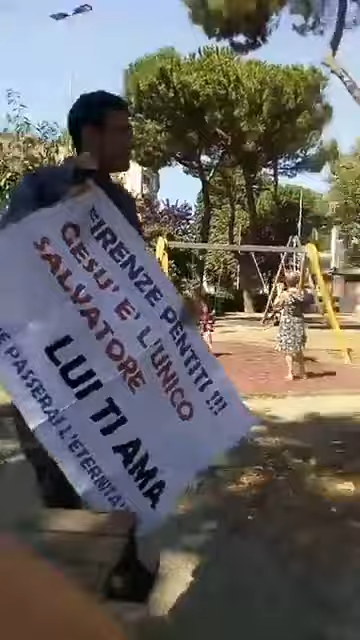 FIRENZE PENTITI !!!
GESU' E' L'UNICO
SALVATORE
LUI TI AMA
E PASSERAI L'ETERNITA'